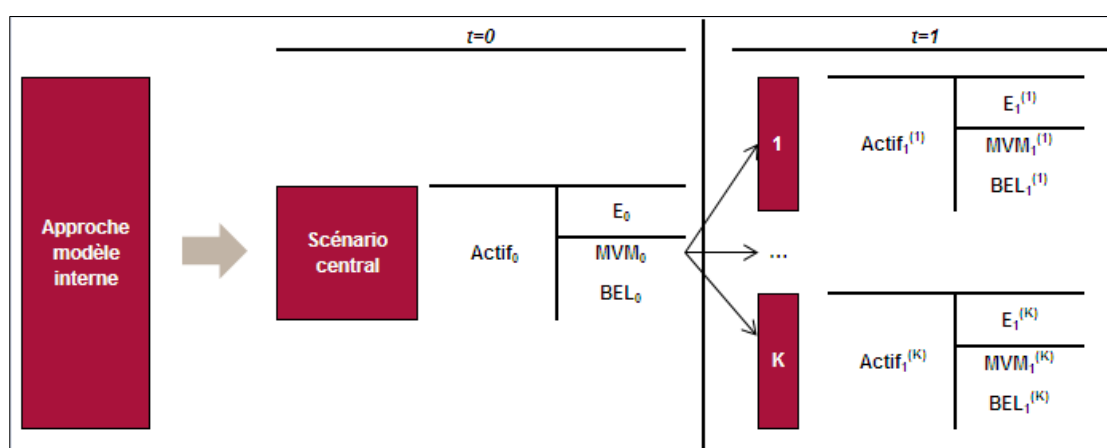 t=0
t=1
Approche
modèle
interne
Scénario
central
Actif₀
E₀
MVM₀
BEL₀
1
Actif₁⁽¹⁾
E₁⁽¹⁾
MVM₁⁽¹⁾
BEL₁⁽¹⁾
...
K
Actif₁⁽ᴷ⁾
E₁⁽ᴷ⁾
MVM₁⁽ᴷ⁾
BEL₁⁽ᴷ⁾